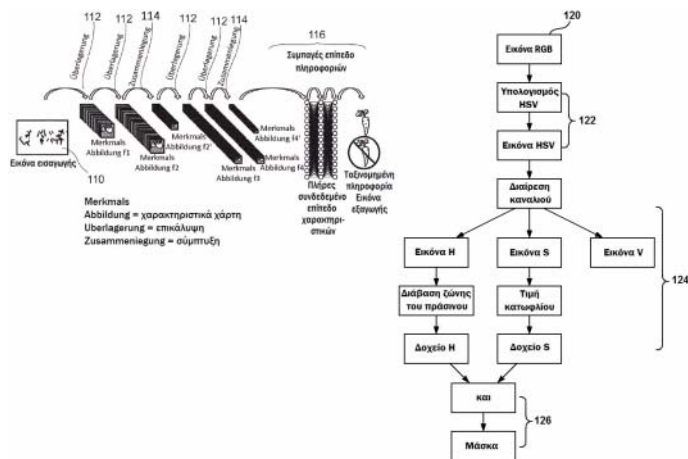 112
112
114
112
112
114
116
Überlagerung
Überlagerung
Zusammeniegung
Überlagerung
Überlagerung
Zusammeniegung
Συμπαγές επίπεδο
πληροφοριών
Merkmals
Abbildung f1
Merkmals
Abbildung f2
Merkmals
Abbildung f2'
Merkmals
Abbildung f3
Merkmals
Abbildung f4
Merkmals
Abbildung f4'
Εικόνα εισαγωγής
110
Πλήρες
συνδεδεμένο
επίπεδο
χαρακτηρι-
στικών
Ταξινομημένη
πληροφορία
Εικόνα
εξαγωγής
Merkmals
Abbildung = χαρακτηριστικά χάρτη
Uberlagerung = επικάλυψη
Zusammeniegung = σύμπτυξη
120
Εικόνα RGB
Υπολογισμός
HSV
122
Εικόνα HSV
Διαίρεση
καναλιού
Εικόνα H
Εικόνα S
Εικόνα V
124
Διάβαση ζώνης
του πράσινου
Τιμή
κατωφλίου
Δοχείο H
Δοχείο S
και
126
Μάσκα